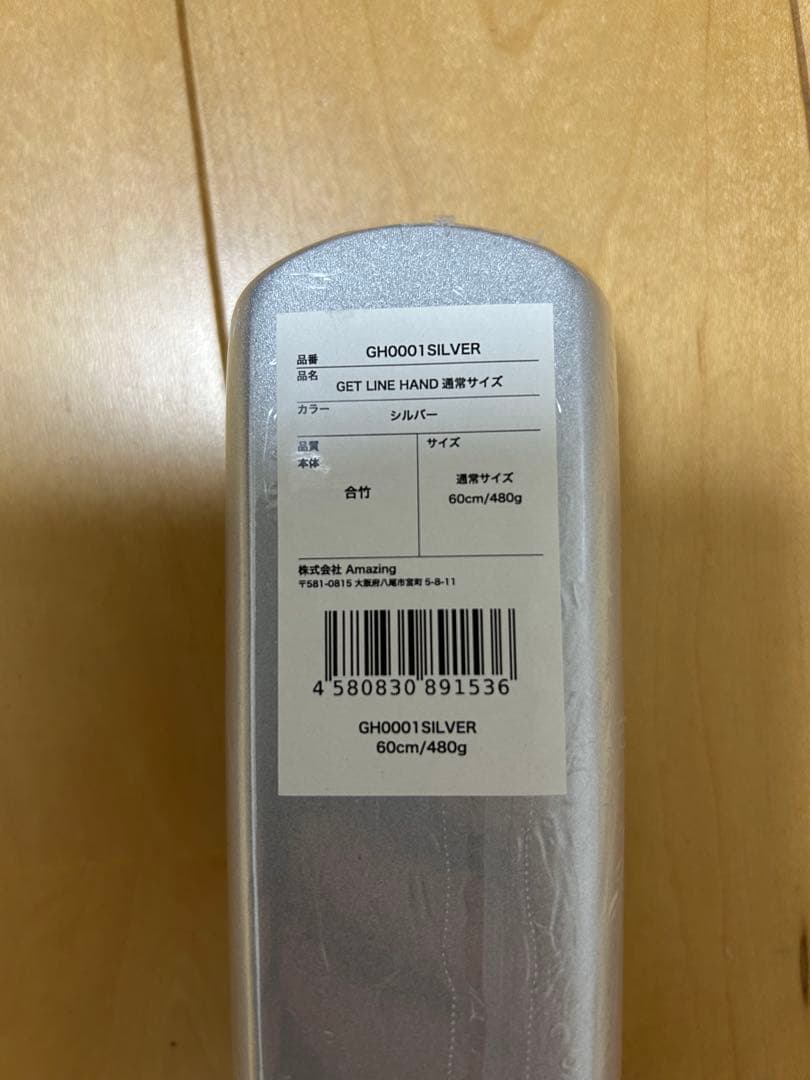 品番 GH0001SILVER
品名 GET LINE HAND 通常サイズ
カラー シルバー
品質 サイズ
本体
合竹
通常サイズ
60cm/480g
株式会社 Amazing
〒581-0815 大阪府八尾市宮町 5-8-11
4 580830 891536
GH0001SILVER
60cm/480g